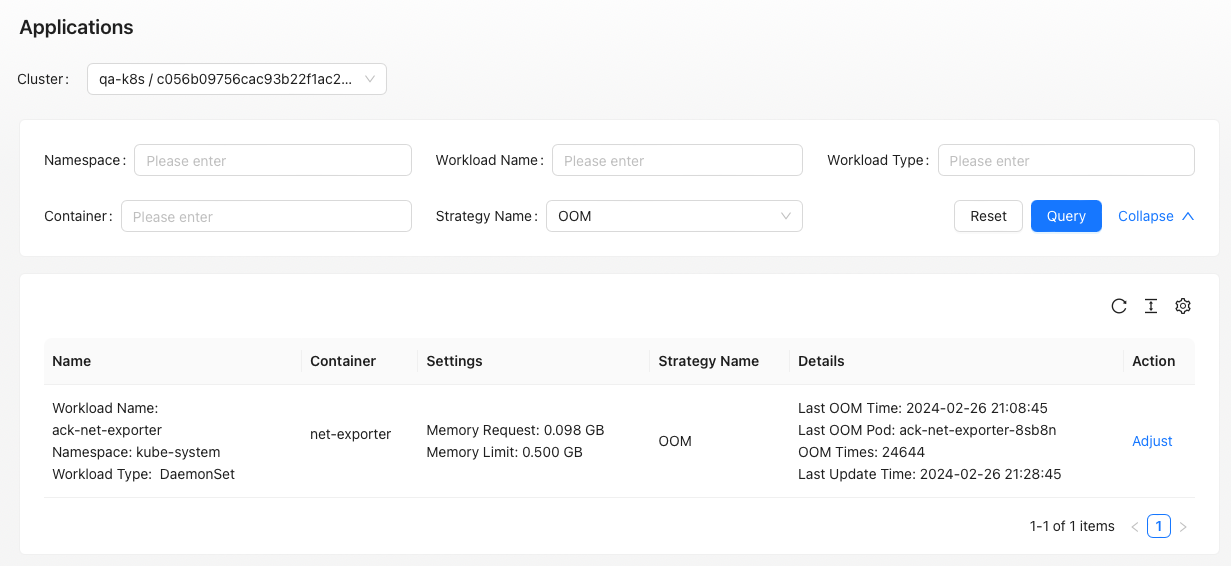 Applications
Cluster: qa-k8s / c056b09756cac93b22f1ac2...
Namespace: Please enter Workload Name: Please enter Workload Type: Please enter
Container: Please enter Strategy Name: OOM Reset Query Collapse
Name Container Settings Strategy Name Details Action
Workload Name:
ack-net-exporter
Namespace: kube-system
Workload Type: DaemonSet
net-exporter
Memory Request: 0.098 GB
Memory Limit: 0.500 GB
OOM
Last OOM Time: 2024-02-26 21:08:45
Last OOM Pod: ack-net-exporter-8sb8n
OOM Times: 24644
Last Update Time: 2024-02-26 21:28:45
Adjust
1-1 of 1 items < 1 >